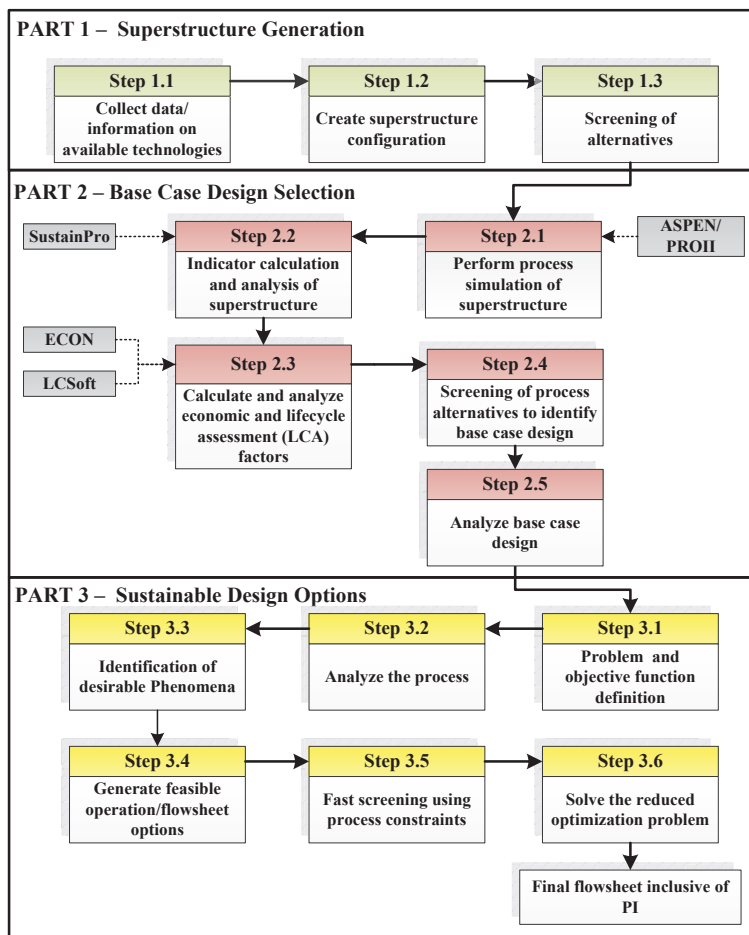 PART 1 – Superstructure Generation
Step 1.1
Collect data/
information on
available technologies
Step 1.2
Create superstructure
configuration
Step 1.3
Screening of
alternatives
PART 2 – Base Case Design Selection
SustainPro
Step 2.2
Indicator calculation
and analysis of
superstructure
Step 2.1
Perform process
simulation of
superstructure
ASPEN/
PROII
ECON
LCSoft
Step 2.3
Calculate and analyze
economic and lifecycle
assessment (LCA)
factors
Step 2.4
Screening of process
alternatives to identify
base case design
Step 2.5
Analyze base case
design
PART 3 – Sustainable Design Options
Step 3.3
Identification of
desirable Phenomena
Step 3.2
Analyze the process
Step 3.1
Problem and
objective function
definition
Step 3.4
Generate feasible
operation/flowsheet
options
Step 3.5
Fast screening using
process constraints
Step 3.6
Solve the reduced
optimization problem
Final flowsheet inclusive of
PI